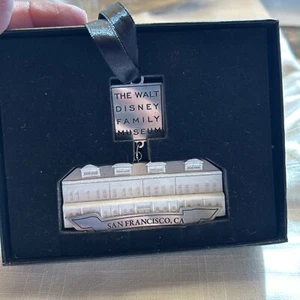 THE WALT
DISNEY
FAMILY
MUSEUM
SAN FRANCISCO, CA